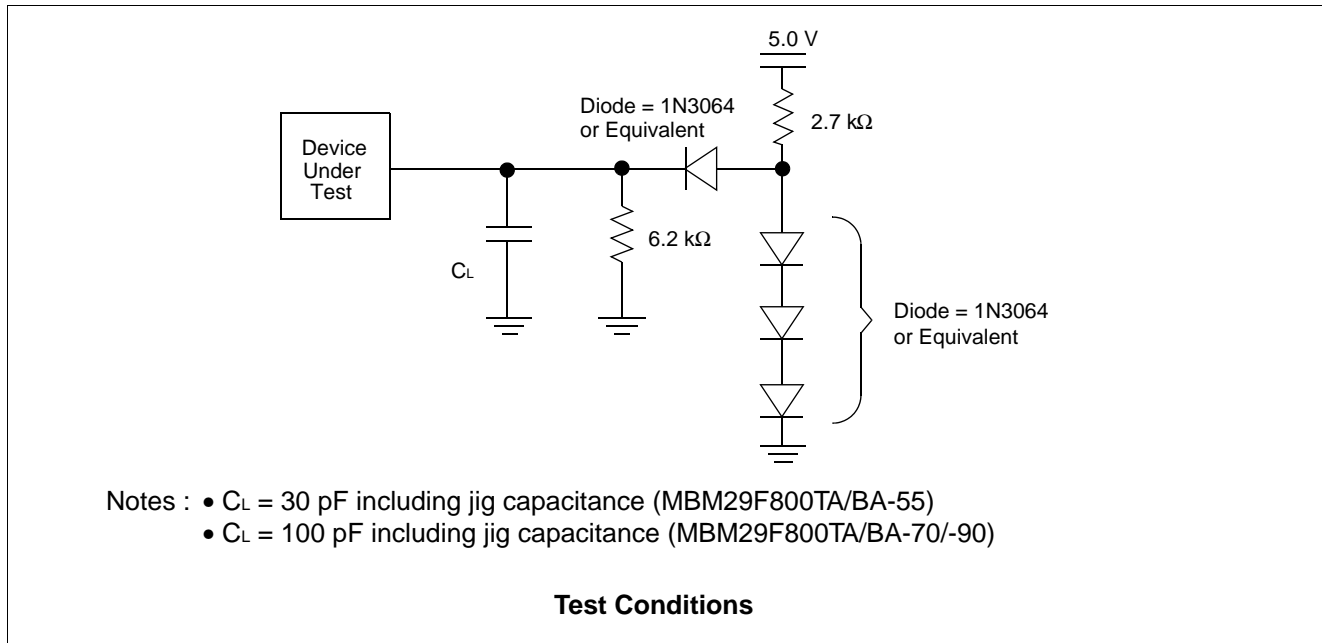 5.0 V
Diode = 1N3064
or Equivalent
2.7 kΩ
Device
Under
Test
6.2 kΩ
CL
Diode = 1N3064
or Equivalent
Notes : • CL = 30 pF including jig capacitance (MBM29F800TA/BA-55)
• CL = 100 pF including jig capacitance (MBM29F800TA/BA-70/-90)
Test Conditions